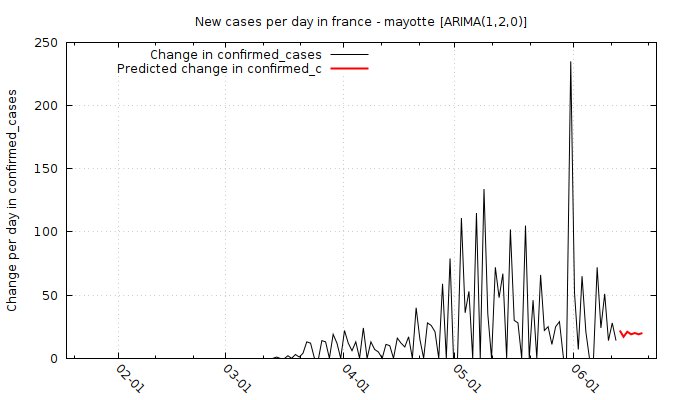 New cases per day in france - mayotte [ARIMA(1,2,0)]
Change in confirmed_cases
Predicted change in confirmed_c
Change per day in confirmed_cases
250
200
150
100
50
0
02-01
03-01
04-01
05-01
06-01